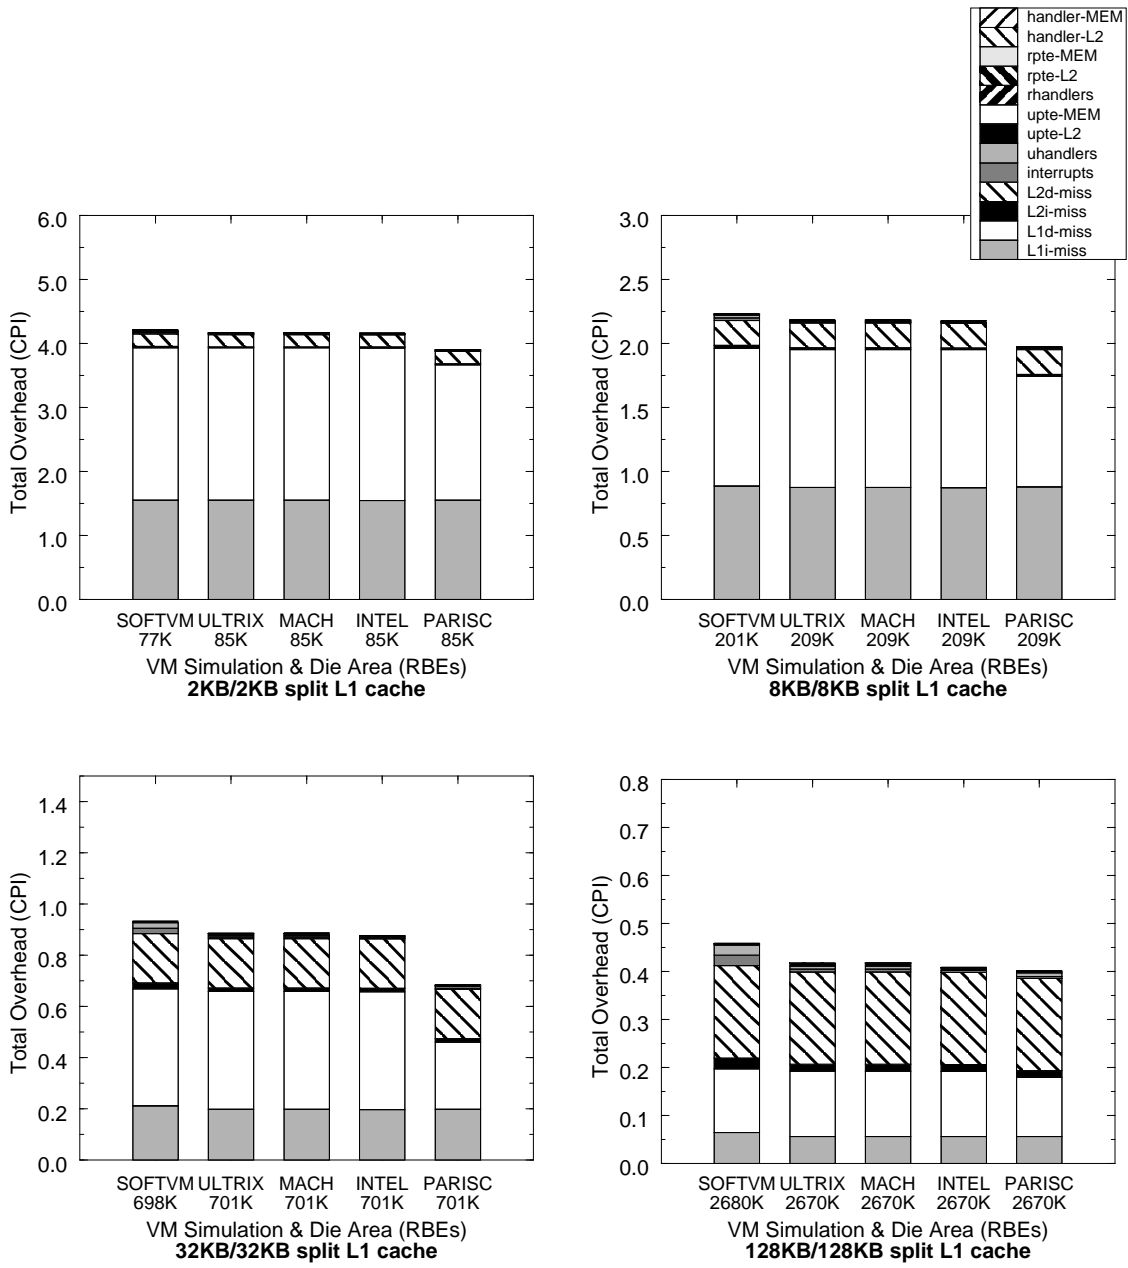 handler-MEM
handler-L2
rpte-MEM
rpte-L2
rhandlers
upte-MEM
upte-L2
uhandlers
interrupts
L2d-miss
L2i-miss
L1d-miss
L1i-miss
6.0
5.0
4.0
3.0
2.0
1.0
0.0
Total Overhead (CPI)
SOFTVM ULTRIX MACH INTEL PARISC
77K 85K 85K 85K 85K
VM Simulation & Die Area (RBEs)
2KB/2KB split L1 cache
3.0
2.5
2.0
1.5
1.0
0.5
0.0
Total Overhead (CPI)
SOFTVM ULTRIX MACH INTEL PARISC
201K 209K 209K 209K 209K
VM Simulation & Die Area (RBEs)
8KB/8KB split L1 cache
1.4
1.2
1.0
0.8
0.6
0.4
0.2
0.0
Total Overhead (CPI)
SOFTVM ULTRIX MACH INTEL PARISC
698K 701K 701K 701K 701K
VM Simulation & Die Area (RBEs)
32KB/32KB split L1 cache
0.8
0.7
0.6
0.5
0.4
0.3
0.2
0.1
0.0
Total Overhead (CPI)
SOFTVM ULTRIX MACH INTEL PARISC
2680K 2670K 2670K 2670K 2670K
VM Simulation & Die Area (RBEs)
128KB/128KB split L1 cache